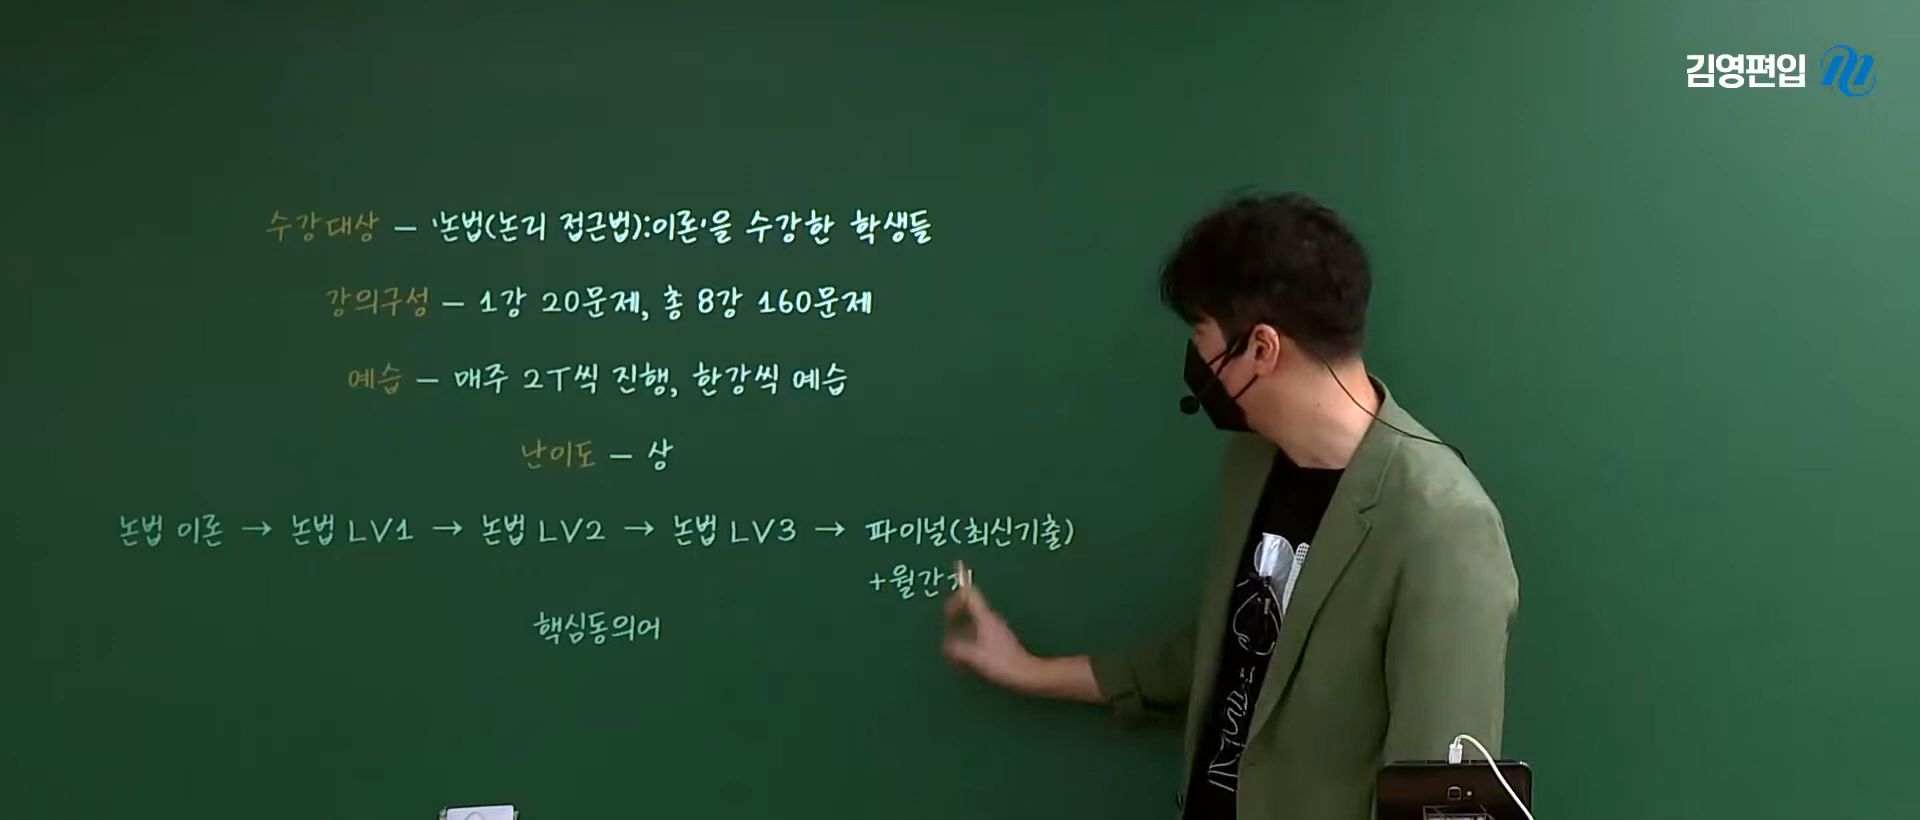 김영편입
수강대상 – '논법(논리 접근법):이론'을 수강한 학생들
강의구성 – 1강 20문제, 총 8강 160문제
예습 – 매주 2T씩 진행, 한강씩 예습
난이도 – 상
논법 이론 → 논법 LV1 → 논법 LV2 → 논법 LV3 → 파이널(최신기출)
+월간
핵심동의어